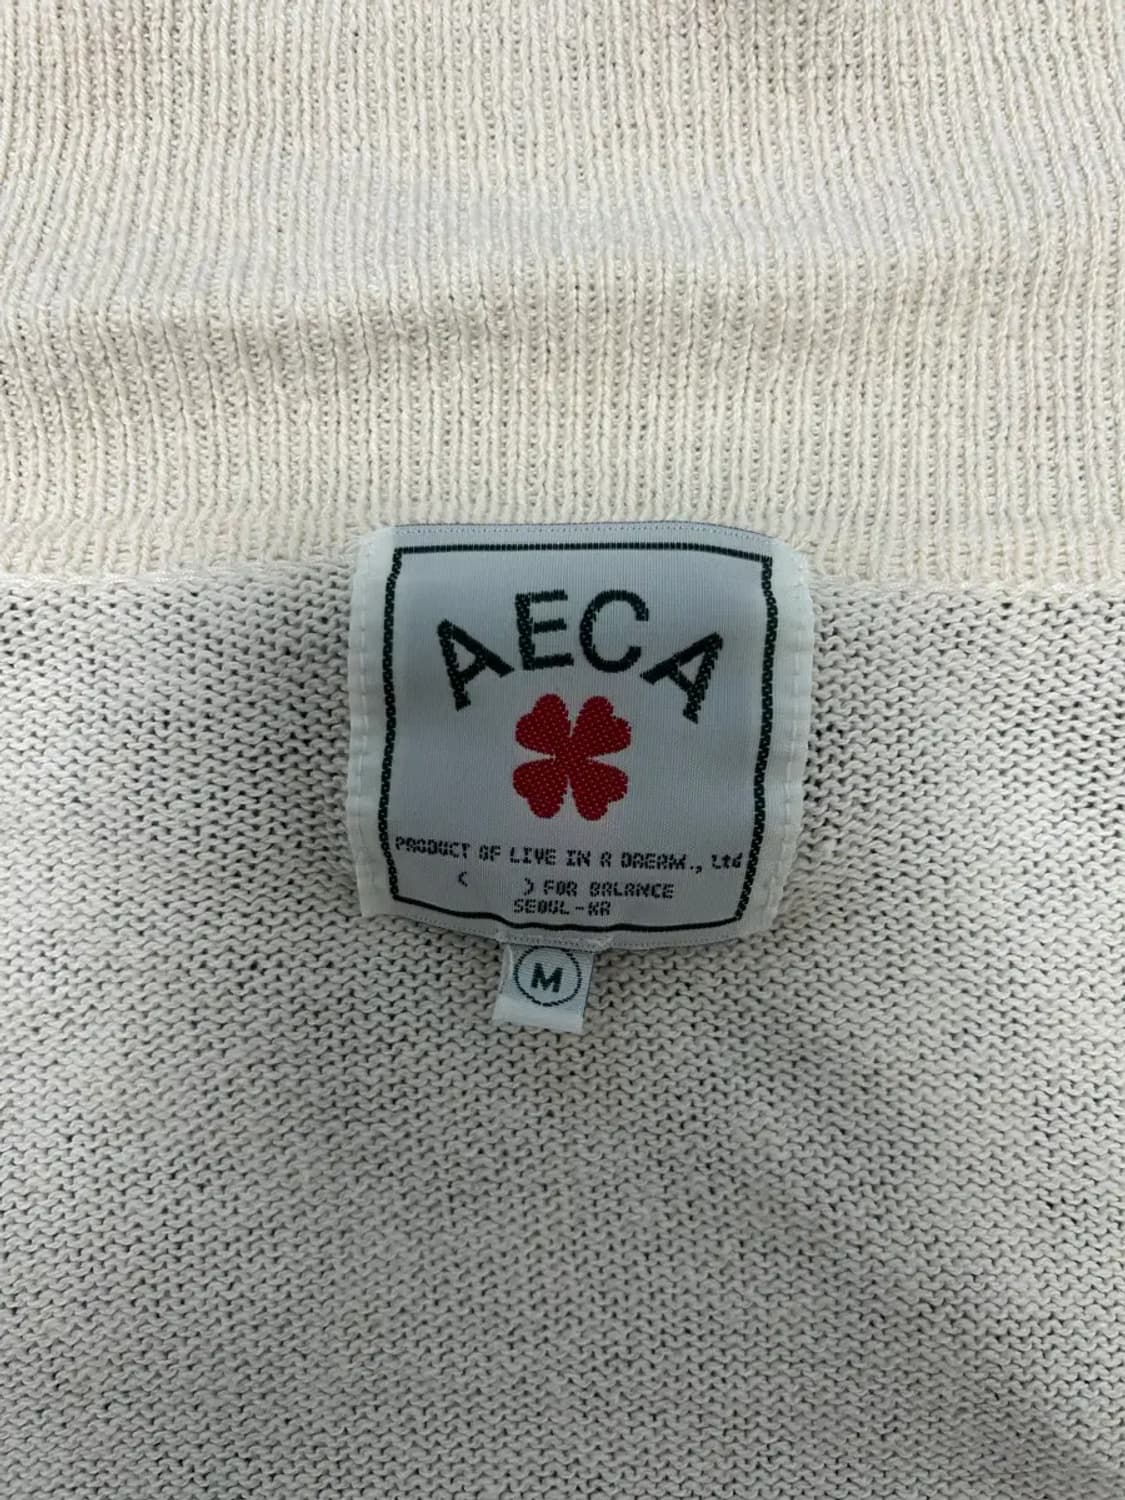 AECA
PRODUCT OF LIVE IN A DREAM., Ltd
(      ) FOR BALANCE
SEOUL-KR
M